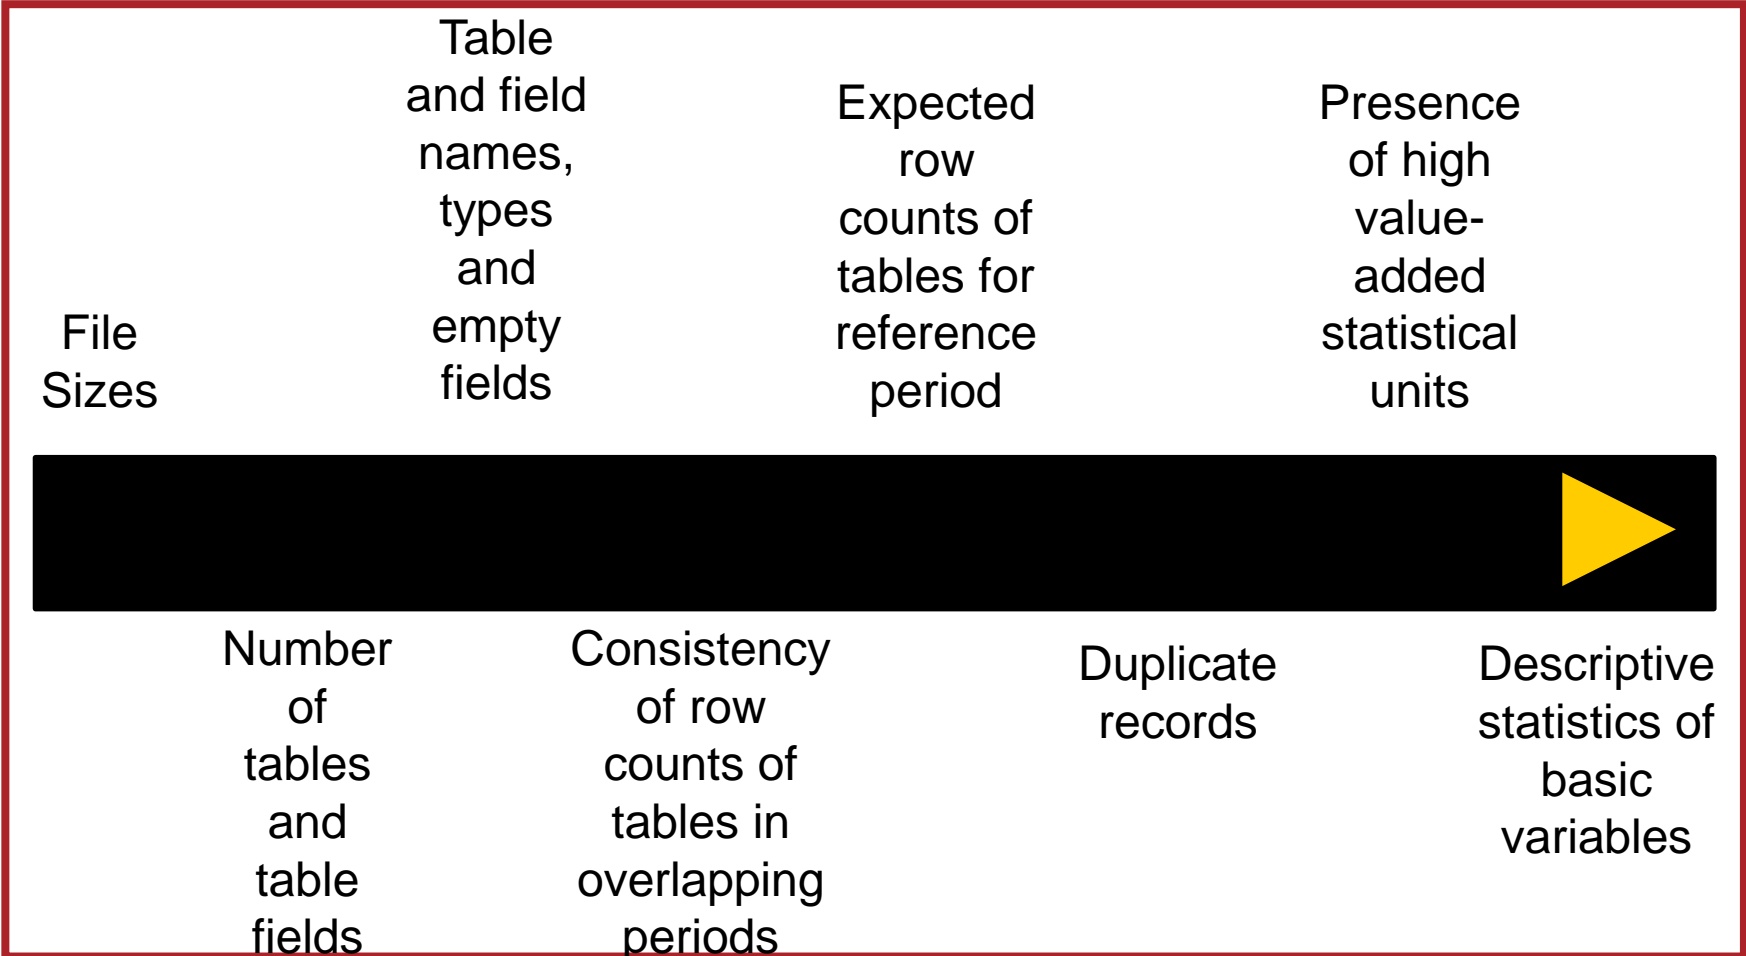 File
Sizes
Number
of
tables
and
table
fields
Table
and field
names,
types
and
empty
fields
Consistency
of row
counts of
tables in
overlapping
periods
Expected
row
counts of
tables for
reference
period
Duplicate
records
Presence
of high
value-
added
statistical
units
Descriptive
statistics of
basic
variables